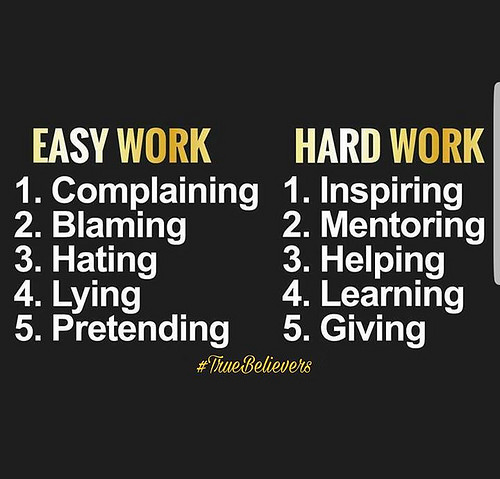 EASY WORK
1. Complaining
2. Blaming
3. Hating
4. Lying
5. Pretending
HARD WORK
1. Inspiring
2. Mentoring
3. Helping
4. Learning
5. Giving
#TrueBelievers